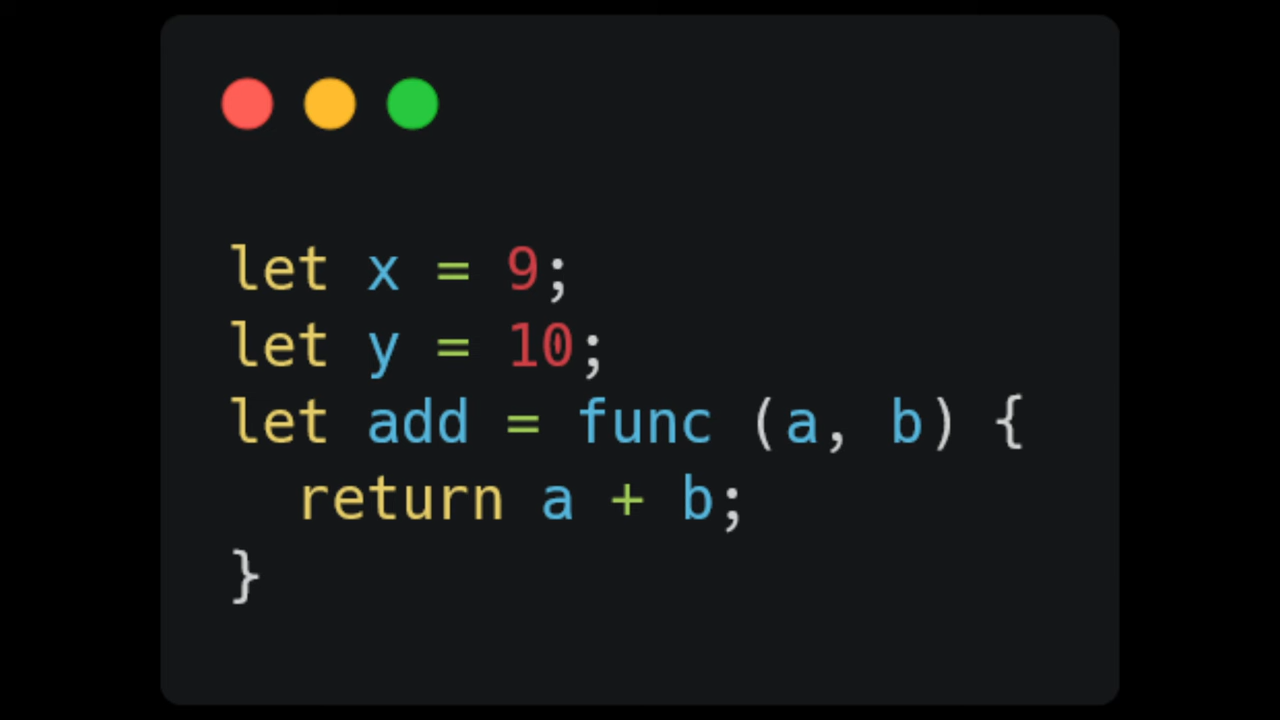 let x = 9;
let y = 10;
let add = func (a, b) {
  return a + b;
}